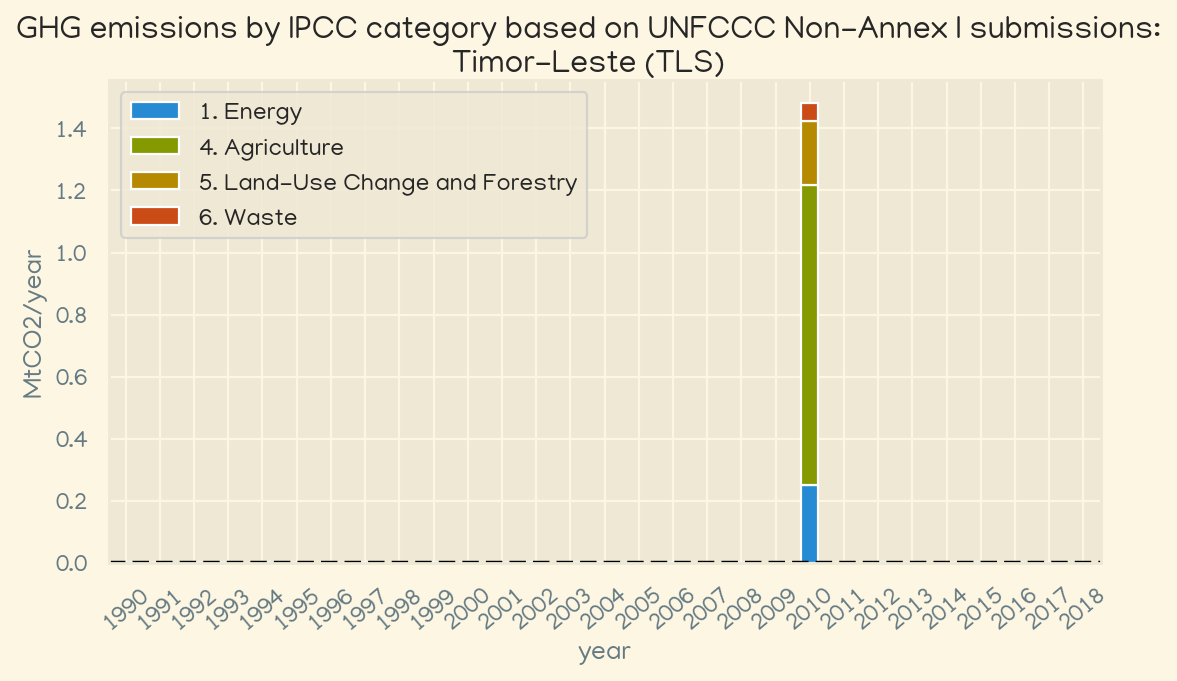 GHG emissions by IPCC category based on UNFCCC Non-Annex I submissions:
Timor-Leste (TLS)
1. Energy
4. Agriculture
5. Land-Use Change and Forestry
6. Waste
MtCO2/year
1.4
1.2
1.0
0.8
0.6
0.4
0.2
0.0
1990 1991 1992 1993 1994 1995 1996 1997 1998 1999 2000 2001 2002 2003 2004 2005 2006 2007 2008 2009 2010 2011 2012 2013 2014 2015 2016 2017 2018
year